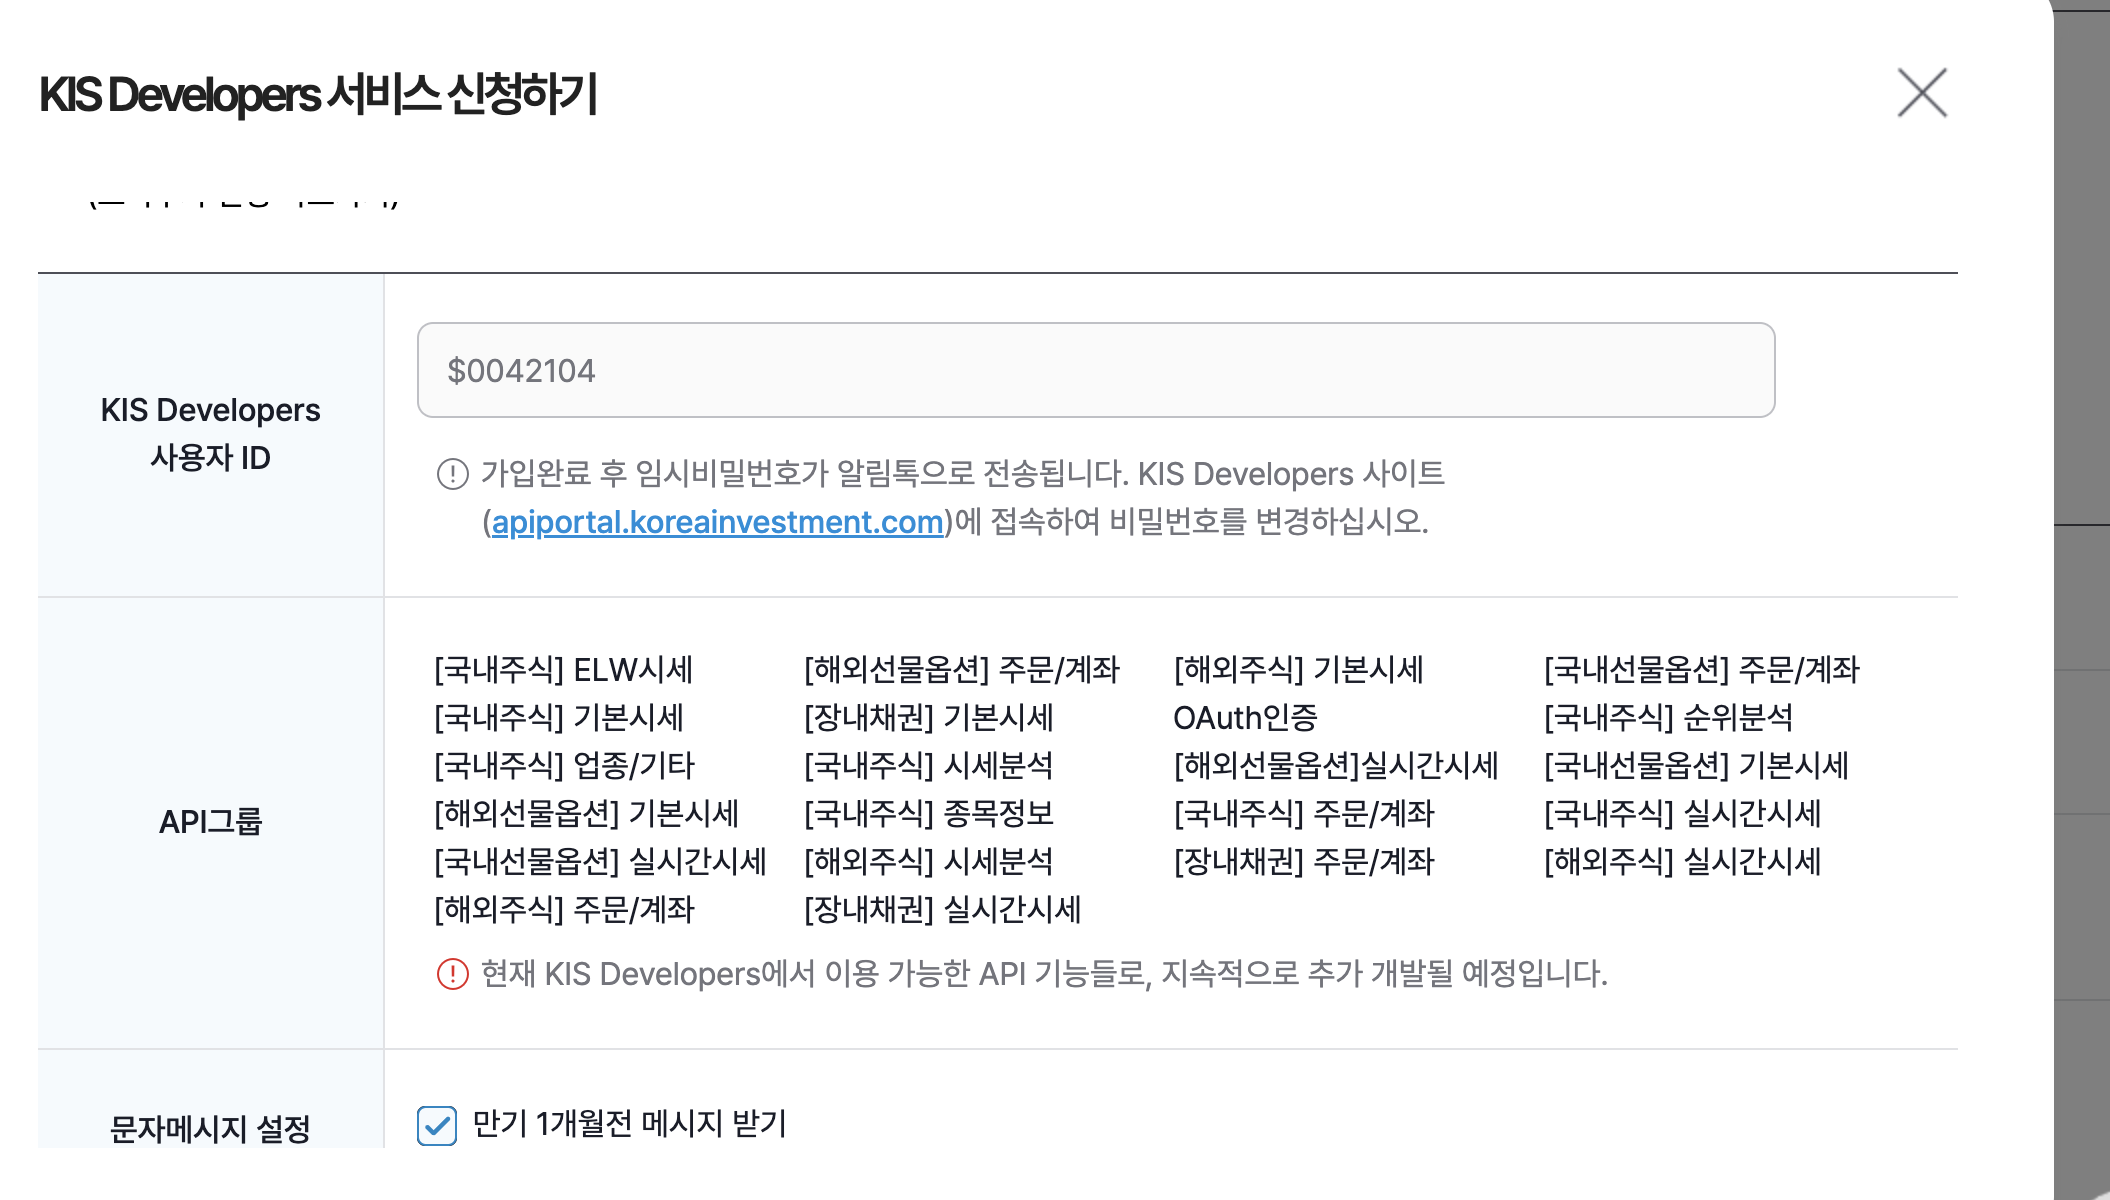 KIS Developers 서비스 신청하기
KIS Developers
사용자 ID
$0042104
가입완료 후 임시비밀번호가 알림톡으로 전송됩니다. KIS Developers 사이트
(apiportal.koreainvestment.com)에 접속하여 비밀번호를 변경하십시오.
API그룹
[국내주식] ELW시세 [해외선물옵션] 주문/계좌 [해외주식] 기본시세 [국내선물옵션] 주문/계좌
[국내주식] 기본시세 [장내채권] 기본시세 OAuth인증 [국내주식] 순위분석
[국내주식] 업종/기타 [국내주식] 시세분석 [해외선물옵션]실시간시세 [국내선물옵션] 기본시세
[해외선물옵션] 기본시세 [국내주식] 종목정보 [국내주식] 주문/계좌 [국내주식] 실시간시세
[국내선물옵션] 실시간시세 [해외주식] 시세분석 [장내채권] 주문/계좌 [해외주식] 실시간시세
[해외주식] 주문/계좌 [장내채권] 실시간시세
현재 KIS Developers에서 이용 가능한 API 기능들로, 지속적으로 추가 개발될 예정입니다.
문자메시지 설정
만기 1개월전 메시지 받기